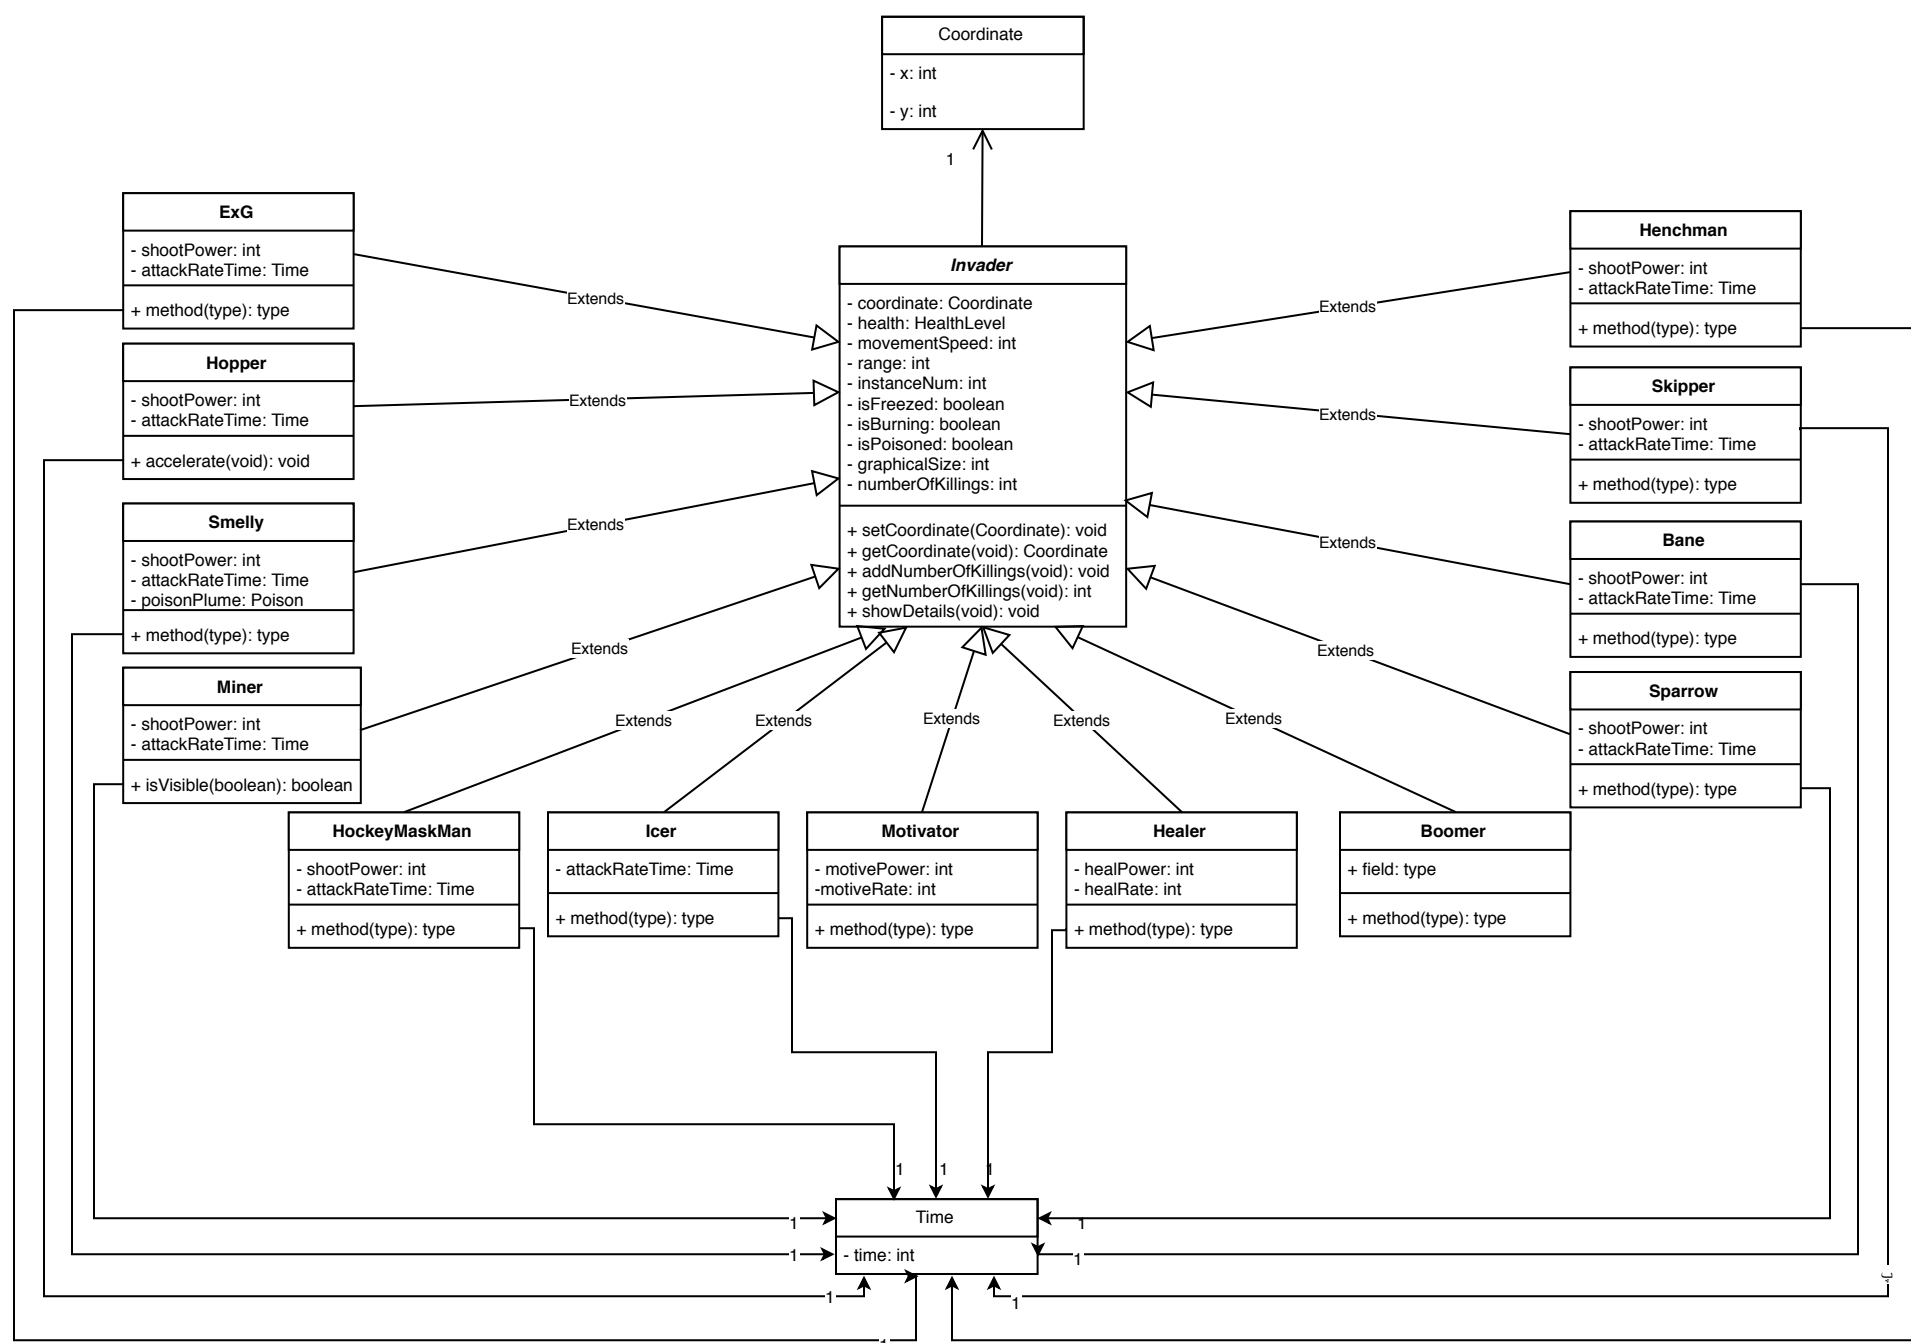 Coordinate
- x: int
- y: int
1
ExG
- shootPower: int
- attackRateTime: Time
+ method(type): type
Extends
Hopper
- shootPower: int
- attackRateTime: Time
+ accelerate(void): void
Extends
Smelly
- shootPower: int
- attackRateTime: Time
- poisonPlume: Poison
+ method(type): type
Extends
Miner
- shootPower: int
- attackRateTime: Time
+ isVisible(boolean): boolean
Extends
Invader
- coordinate: Coordinate
- health: HealthLevel
- movementSpeed: int
- range: int
- instanceNum: int
- isFreezed: boolean
- isBurning: boolean
- isPoisoned: boolean
- graphicalSize: int
- numberOfKillings: int
+ setCoordinate(Coordinate): void
+ getCoordinate(void): Coordinate
+ addNumberOfKillings(void): void
+ getNumberOfKillings(void): int
+ showDetails(void): void
Henchman
- shootPower: int
- attackRateTime: Time
+ method(type): type
Extends
Skipper
- shootPower: int
- attackRateTime: Time
+ method(type): type
Extends
Bane
- shootPower: int
- attackRateTime: Time
+ method(type): type
Extends
Sparrow
- shootPower: int
- attackRateTime: Time
+ method(type): type
Extends
Extends
Extends
Extends
Extends
Extends
HockeyMaskMan
- shootPower: int
- attackRateTime: Time
+ method(type): type
Icer
- attackRateTime: Time
+ method(type): type
Motivator
- motivePower: int
-motiveRate: int
+ method(type): type
Healer
- healPower: int
- healRate: int
+ method(type): type
Boomer
+ field: type
+ method(type): type
1
1
1
Time
- time: int
1
1
1
1
1
1